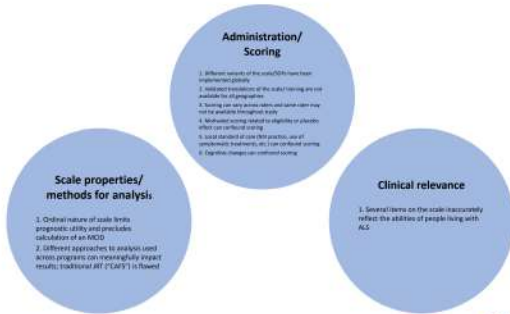 Administration/
Scoring
1. Different variants of the scale/SOPs have been
implemented globally
2. Validated translations of the scale/ training are not
available for all geographies
3. Scoring can vary across raters and same rater may
not be available throughout study
4. Motivated scoring related to eligibility or placebo
effect can confound scoring
5. Local standard of care (NIV practice, use of
symptomatic treatments, etc.) can confound scoring
6. Cognitive changes can confound scoring
Scale properties/
methods for analysis
1. Ordinal nature of scale limits
prognostic utility and precludes
calculation of an MCID
2. Different approaches to analysis used
across programs can meaningfully impact
results; traditional JRT ("CAFS") is flawed
Clinical relevance
1. Several items on the scale inaccurately
reflect the abilities of people living with
ALS